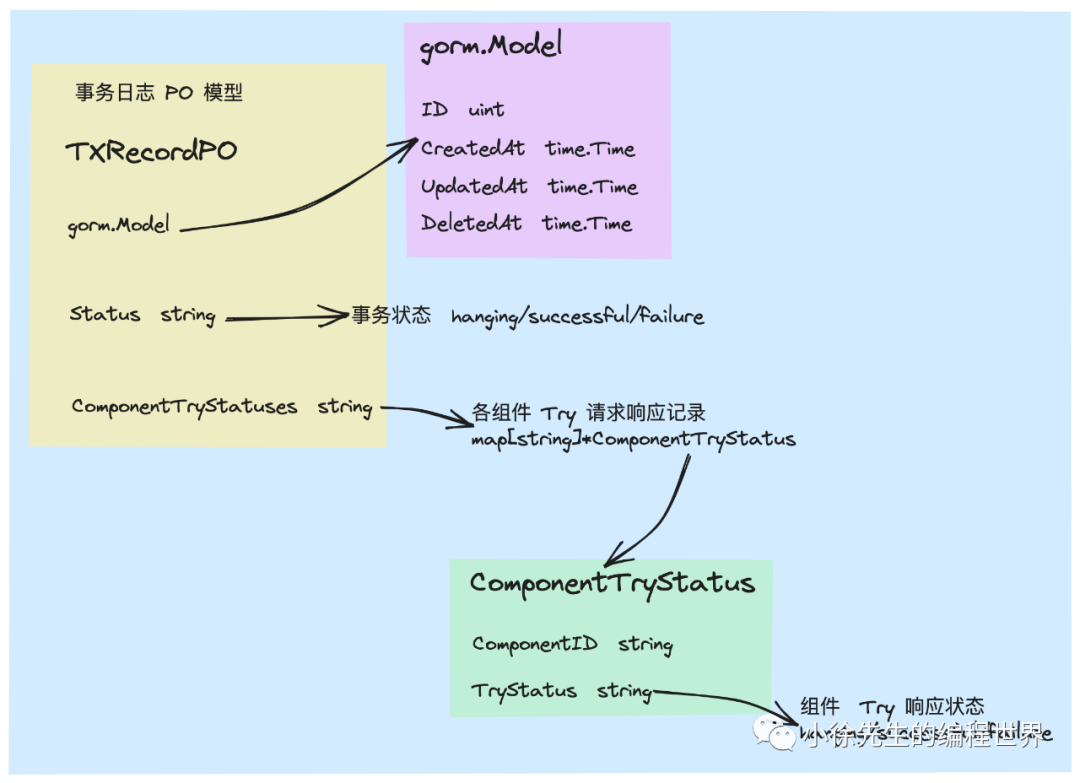 事务日志 PO 模型
TXRecordPO
gorm.Model
Status string
ComponentTryStatuses string
gorm.Model
ID uint
CreatedAt time.Time
UpdatedAt time.Time
DeletedAt time.Time
事务状态 hanging/successful/failure
各组件 Try 请求响应记录
map[string]*ComponentTryStatus
ComponentTryStatus
ComponentID string
TryStatus string
组件 Try 响应状态
hanging/successful/failure
小徐先生的编程世界